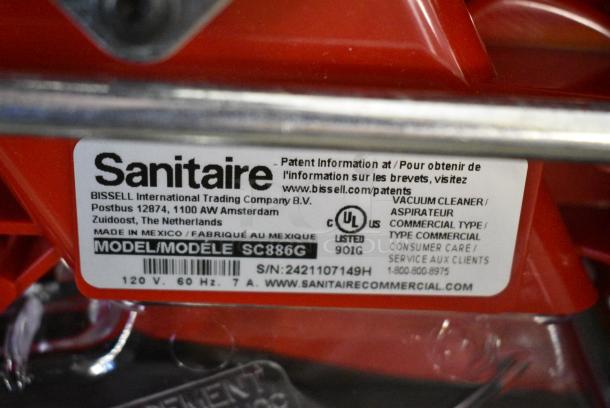 Sanitaire
Patent Information at / Pour obtenir de
l'information sur les brevets, visitez
www.bissell.com/patents
BISSELL International Trading Company B.V.
Postbus 12874, 1100 AW Amsterdam
Zuidoost, The Netherlands
MADE IN MEXICO / FABRIQUÉ AU MEXIQUE
MODEL/MODÉLE SC886G
C UL US
LISTED
901G
VACUUM CLEANER/
ASPIRATEUR
COMMERCIAL TYPE/
TYPE COMMERCIAL
CONSUMER CARE/
SERVICE AUX CLIENTS
1-800-800-8975
S/N: 2421107149H
120 V. 60 Hz. 7 A. WWW.SANITAIRECOMMERCIAL.COM